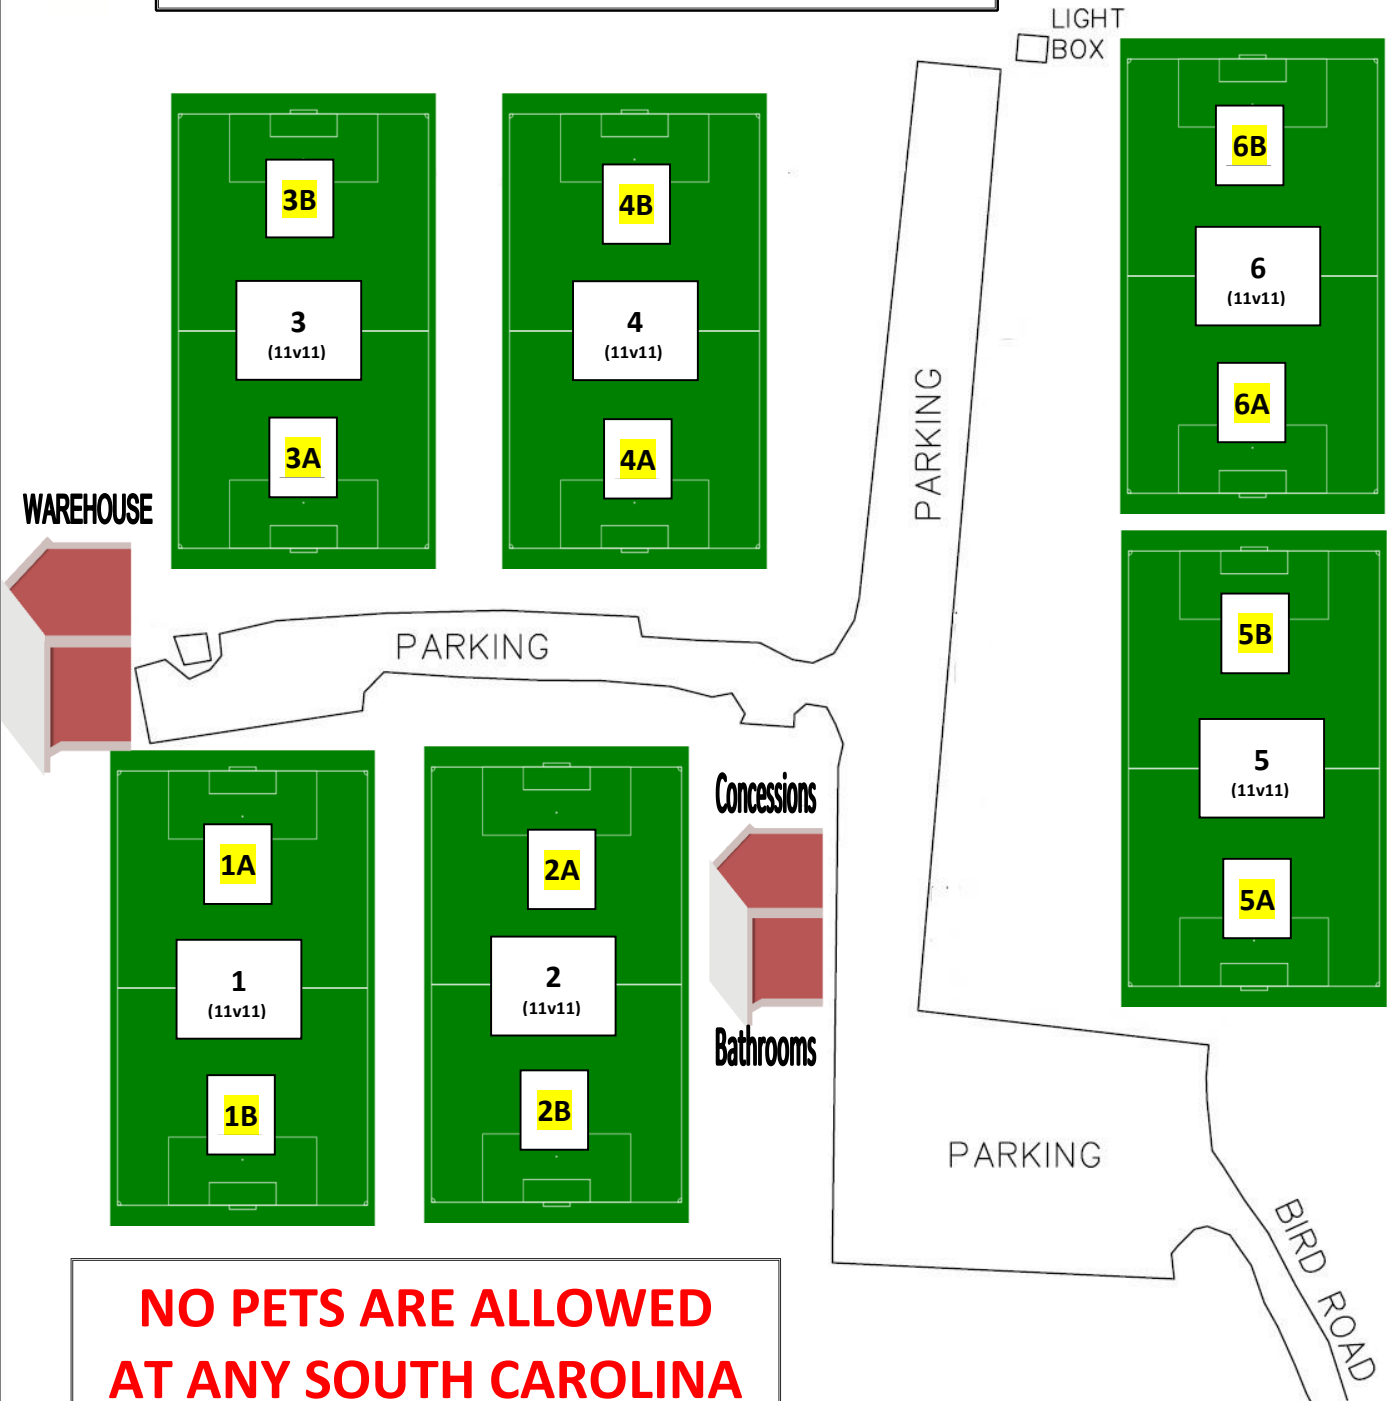 LIGHT
BOX
3B
3
(11v11)
3A
4B
4
(11v11)
4A
6B
6
(11v11)
6A
PARKING
WAREHOUSE
PARKING
5B
5
(11v11)
5A
1A
1
(11v11)
1B
2A
2
(11v11)
2B
Concessions
Bathrooms
PARKING
BIRD ROAD
NO PETS ARE ALLOWED
AT ANY SOUTH CAROLINA